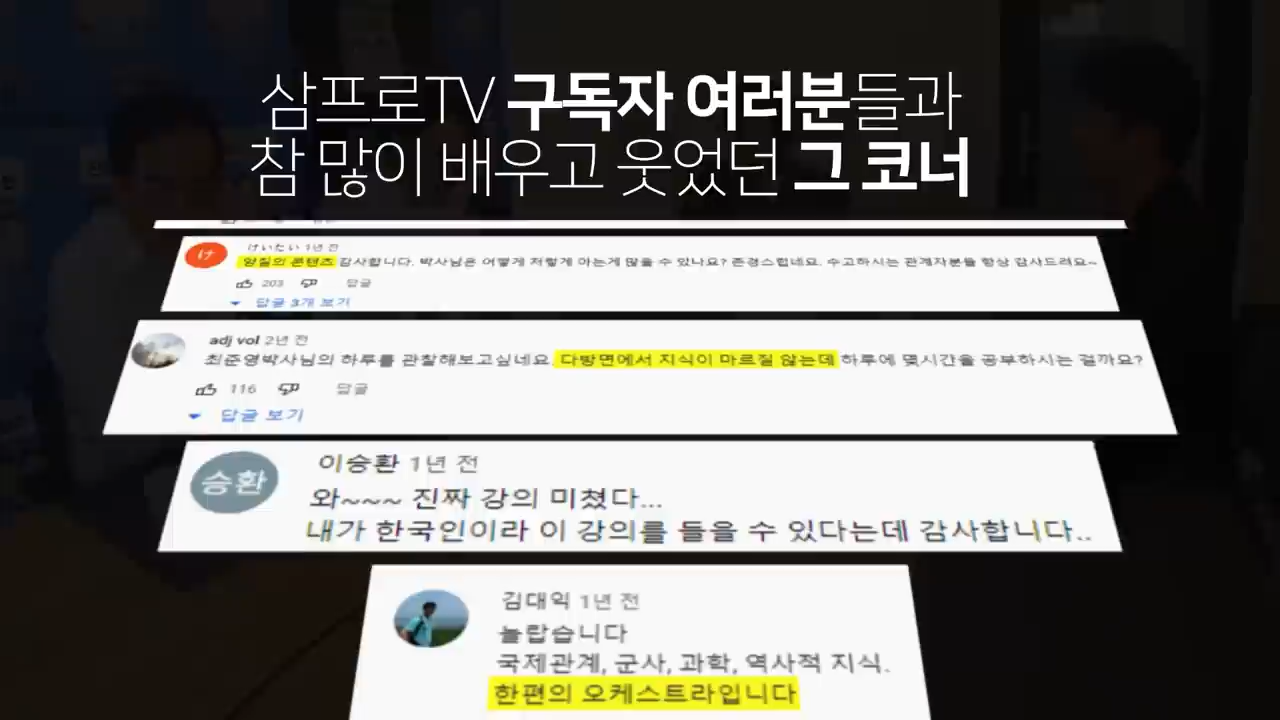 삼프로TV 구독자 여러분들과
참 많이 배우고 웃었던 그 코너
け
けいたい 1년 전
양질의 콘텐츠 감사합니다. 박사님은 어떻게 저렇게 아는게 많을 수 있나요? 존경스럽네요. 수고하시는 관계자분들 항상 감사드려요~
203 답글
답글 3개 보기
adj vol 2년 전
최준영박사님의 하루를 관찰해보고싶네요. 다방면에서 지식이 마르질 않는데 하루에 몇시간을 공부하시는 걸까요?
116 답글
답글 보기
승환
이승환 1년 전
와~~~ 진짜 강의 미쳤다...
내가 한국인이라 이 강의를 들을 수 있다는데 감사합니다..
김대익 1년 전
놀랍습니다
국제관계, 군사, 과학, 역사적 지식.
한편의 오케스트라입니다